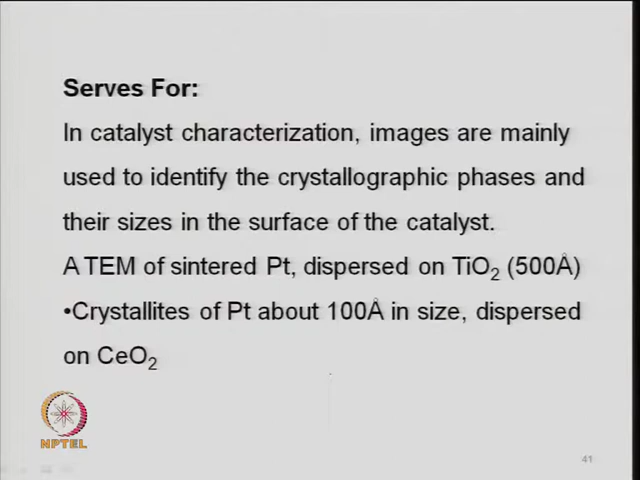 Serves For:
In catalyst characterization, images are mainly
used to identify the crystallographic phases and
their sizes in the surface of the catalyst.
A TEM of sintered Pt, dispersed on TiO₂ (500Å)
•Crystallites of Pt about 100Å in size, dispersed
on CeO₂
NPTEL
41